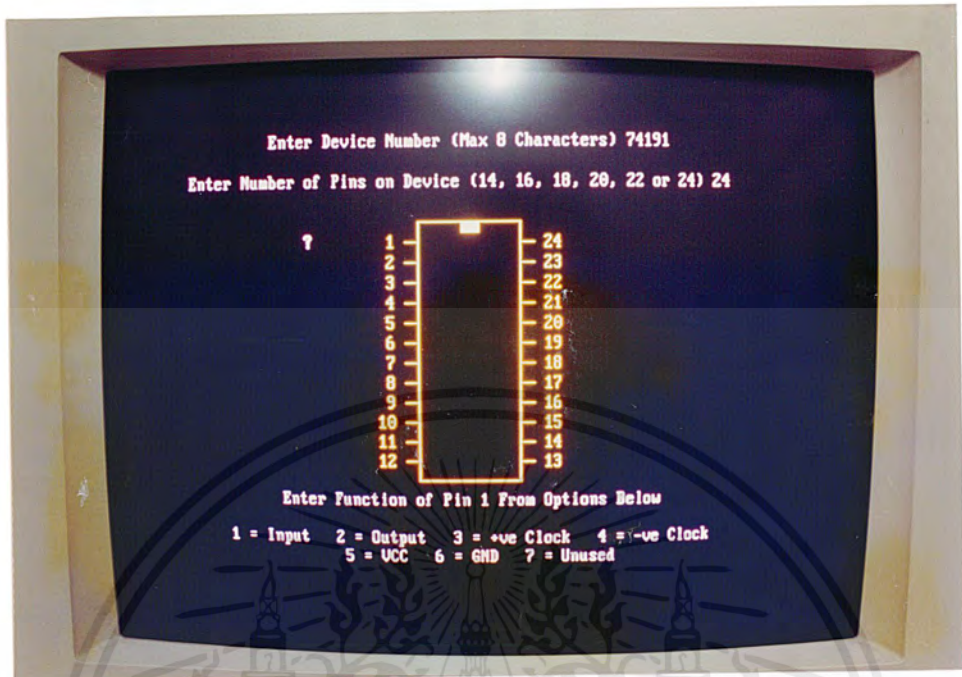 Enter Device Number (Max 8 Characters) 74191
Enter Number of Pins on Device (14, 16, 18, 20, 22 or 24) 24
?
1 24
2 23
3 22
4 21
5 20
6 19
7 18
8 17
9 16
10 15
11 14
12 13
Enter Function of Pin 1 From Options Below
1 = Input 2 = Output 3 = +ve Clock 4 = -ve Clock
5 = VCC 6 = GND 7 = Unused